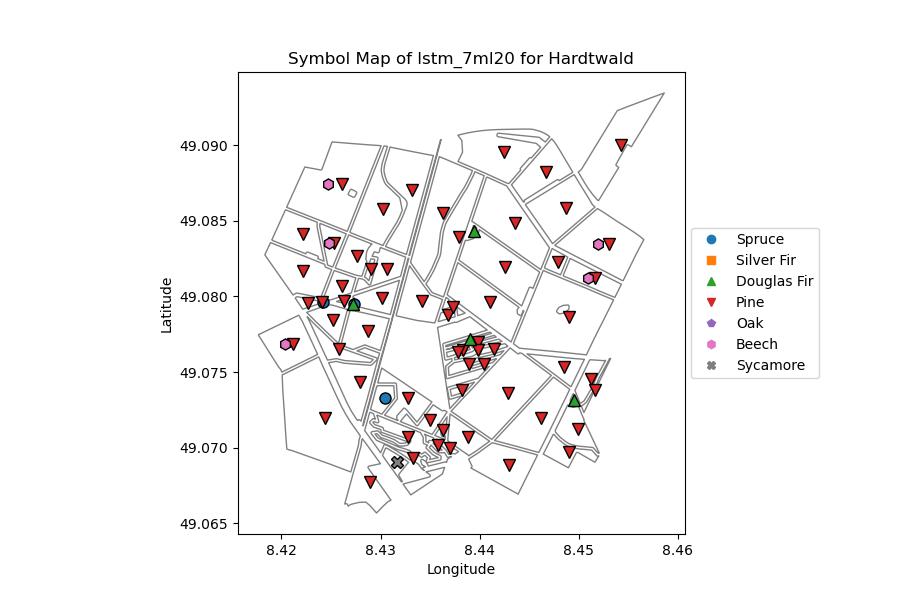 Symbol Map of lstm_7ml20 for Hardtwald
49.090
49.085
49.080
49.075
49.070
49.065
Latitude
8.42 8.43 8.44 8.45 8.46
Longitude
Spruce
Silver Fir
Douglas Fir
Pine
Oak
Beech
Sycamore